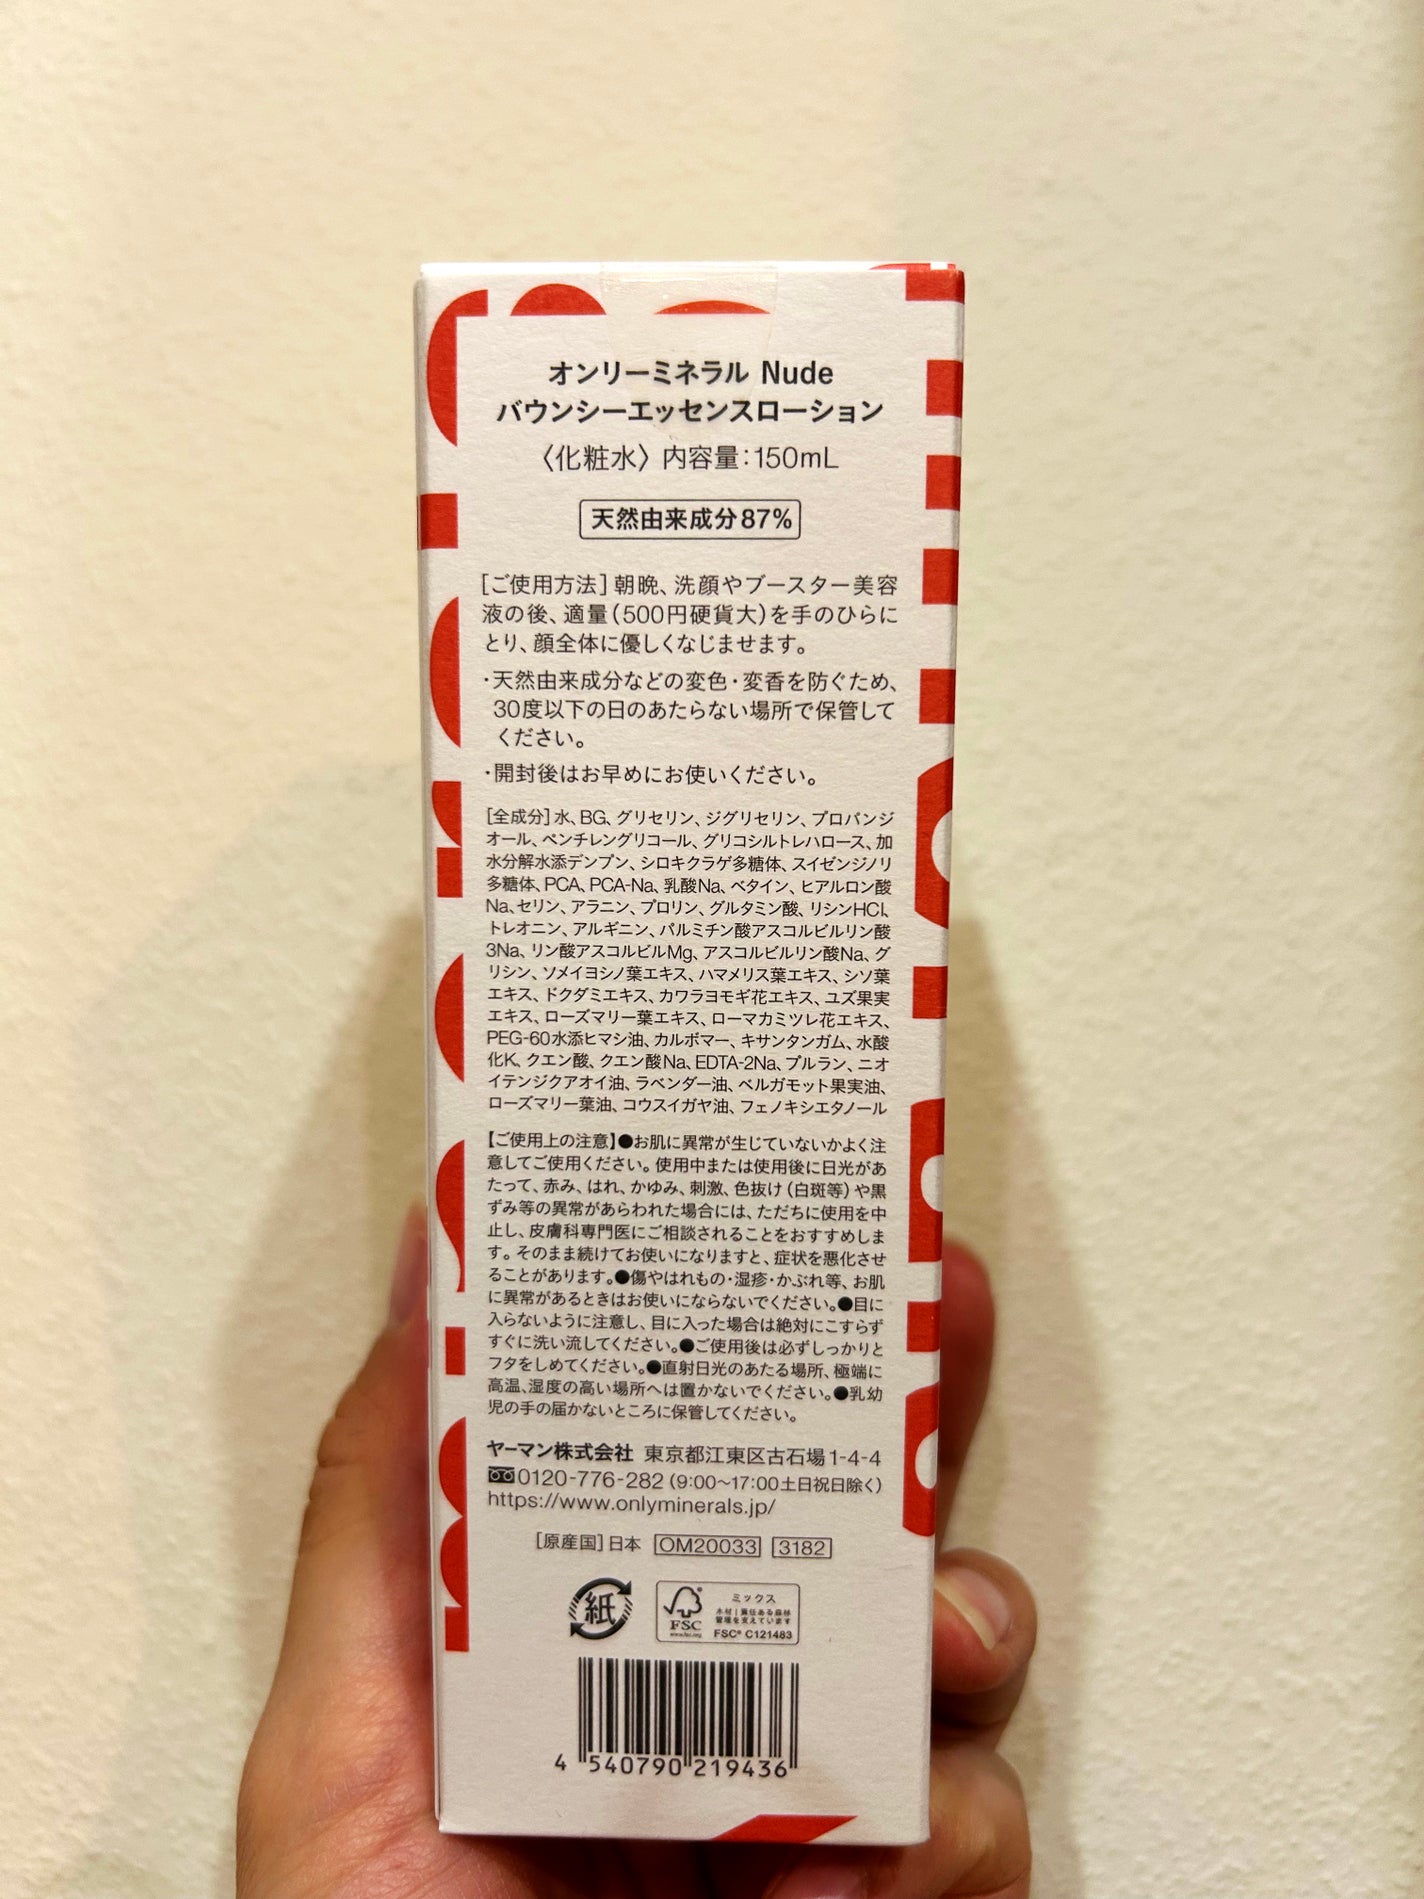 オンリーミネラル Nude
バウンシーエッセンスローション
〈化粧水〉内容量：150mL
天然由来成分87％
［ご使用方法］朝晩、洗顔やブースター美容
液の後、適量（500円硬貨大）を手のひらに
とり、顔全体に優しくなじませます。
・天然由来成分などの変色・変香を防ぐため、
30度以下の日のあたらない場所で保管して
ください。
・開封後はお早めにお使いください。
［全成分］水、BG、グリセリン、ジグリセリン、プロパンジ
オール、ペンチレングリコール、グリコシルトレハロース、加
水分解水添デンプン、シロキクラゲ多糖体、スイゼンジノリ
多糖体、PCA、PCA-Na、乳酸Na、ベタイン、ヒアルロン酸
Na、セリン、アラニン、プロリン、グルタミン酸、リシンHCl、
トレオニン、アルギニン、パルミチン酸アスコルビルリン酸
3Na、リン酸アスコルビルMg、アスコルビルリン酸Na、グ
リシン、ソメイヨシノ葉エキス、ハマメリス葉エキス、シソ葉
エキス、ドクダミエキス、カワラヨモギ花エキス、ユズ果実
エキス、ローズマリー葉エキス、ローマカミツレ花エキス、
PEG-60水添ヒマシ油、カルボマー、キサンタンガム、水酸
化K、クエン酸、クエン酸Na、EDTA-2Na、プルラン、ニオ
イテンジクアオイ油、ラベンダー油、ベルガモット果実油、
ローズマリー葉油、コウスイガヤ油、フェノキシエタノール
【ご使用上の注意】●お肌に異常が生じていないかよく注
意してご使用ください。使用中または使用後に日光があ
たって、赤み、はれ、かゆみ、刺激、色抜け（白斑等）や黒
ずみ等の異常があらわれた場合には、ただちに使用を中
止し、皮膚科専門医にご相談されることをおすすめしま
す。そのまま続けてお使いになりますと、症状を悪化させ
ることがあります。●傷やはれもの・湿疹・かぶれ等、お肌
に異常があるときはお使いにならないでください。●目に
入らないように注意し、目に入った場合は絶対にこすらず
すぐに洗い流してください。●ご使用後は必ずしっかりと
フタをしめてください。●直射日光のあたる場所、極端に
高温、湿度の高い場所へは置かないでください。●乳幼
児の手の届かないところに保管してください。
ヤーマン株式会社 東京都江東区古石場1-4-4
0120-776-282（9:00〜17:00土日祝日除く）
https://www.onlyminerals.jp/
［原産国］日本 OM20033 3182
紙
ミックス
木材｜責任ある森林
管理を支えています
FSC
www.fsc.org
FSC® C121483
4 540790 219436